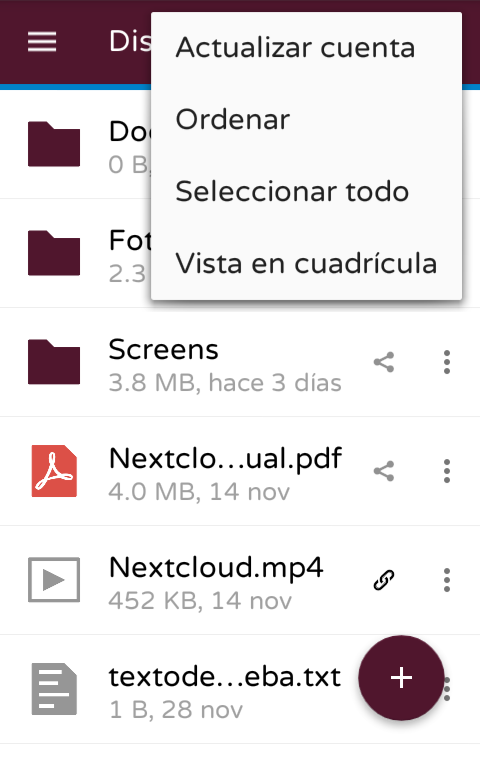 Dis
Actualizar cuenta
Ordenar
Seleccionar todo
Vista en cuadrícula
Doc
0 B,
Fot
2.3
Screens
3.8 MB, hace 3 días
Nextclo...ual.pdf
4.0 MB, 14 nov
Nextcloud.mp4
452 KB, 14 nov
textode...eba.txt
1 B, 28 nov